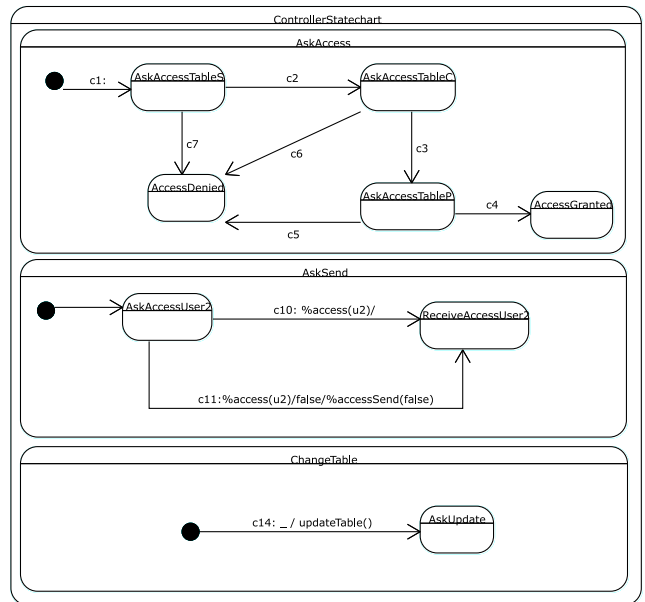 ControllerStatechart
AskAccess
c1:
AskAccessTableS
c2
AskAccessTableC
c7
c6
c3
AccessDenied
AskAccessTableP
c4
AccessGranted
c5
AskSend
AskAccessUser2
c10: %access(u2)/
ReceiveAccessUser2
c11:%access(u2)/false/%accessSend(false)
ChangeTable
c14: _ / updateTable()
AskUpdate